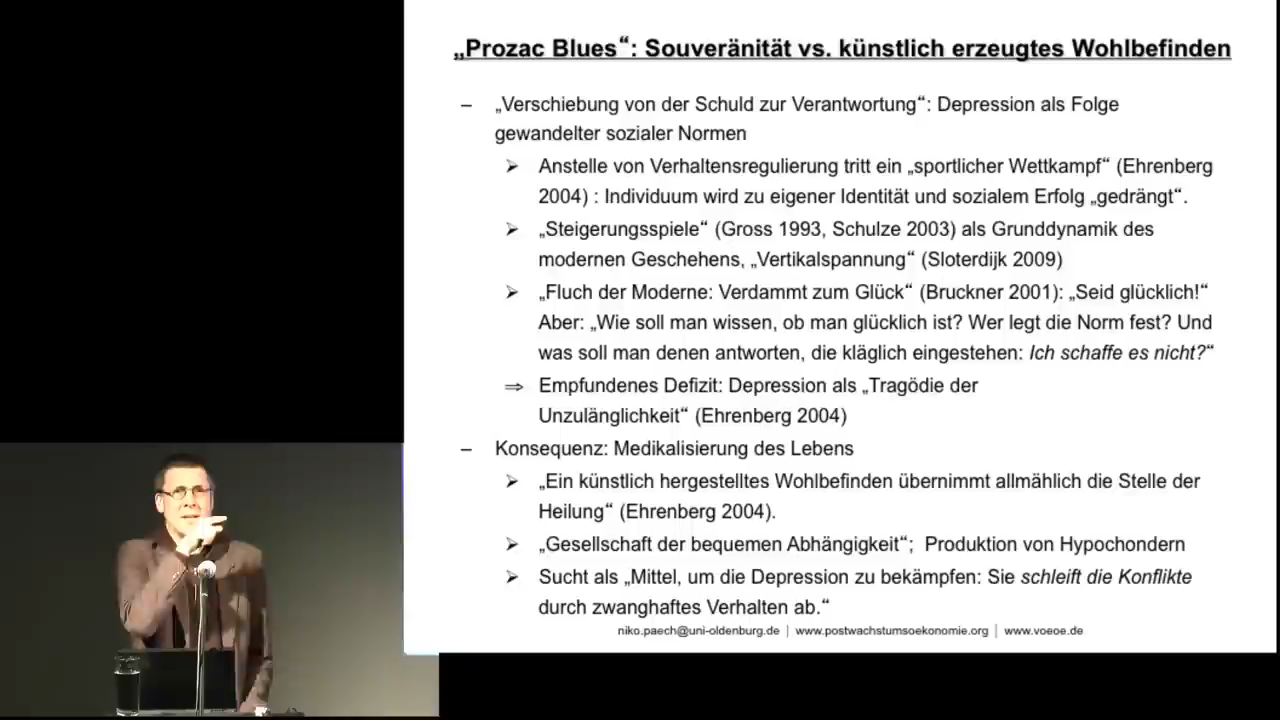 „Prozac Blues“: Souveränität vs. künstlich erzeugtes Wohlbefinden
– „Verschiebung von der Schuld zur Verantwortung“: Depression als Folge
gewandelter sozialer Normen
➢ Anstelle von Verhaltensregulierung tritt ein „sportlicher Wettkampf“ (Ehrenberg
2004) : Individuum wird zu eigener Identität und sozialem Erfolg „gedrängt“.
➢ „Steigerungsspiele“ (Gross 1993, Schulze 2003) als Grunddynamik des
modernen Geschehens, „Vertikalspannung“ (Sloterdijk 2009)
➢ „Fluch der Moderne: Verdammt zum Glück“ (Bruckner 2001): „Seid glücklich!“
Aber: „Wie soll man wissen, ob man glücklich ist? Wer legt die Norm fest? Und
was soll man denen antworten, die kläglich eingestehen: Ich schaffe es nicht?“
⇒ Empfundenes Defizit: Depression als „Tragödie der
Unzulänglichkeit“ (Ehrenberg 2004)
– Konsequenz: Medikalisierung des Lebens
➢ „Ein künstlich hergestelltes Wohlbefinden übernimmt allmählich die Stelle der
Heilung“ (Ehrenberg 2004).
➢ „Gesellschaft der bequemen Abhängigkeit“; Produktion von Hypochondern
➢ Sucht als „Mittel, um die Depression zu bekämpfen: Sie schleift die Konflikte
durch zwanghaftes Verhalten ab.“
niko.paech@uni-oldenburg.de | www.postwachstumsoekonomie.org | www.voeoe.de